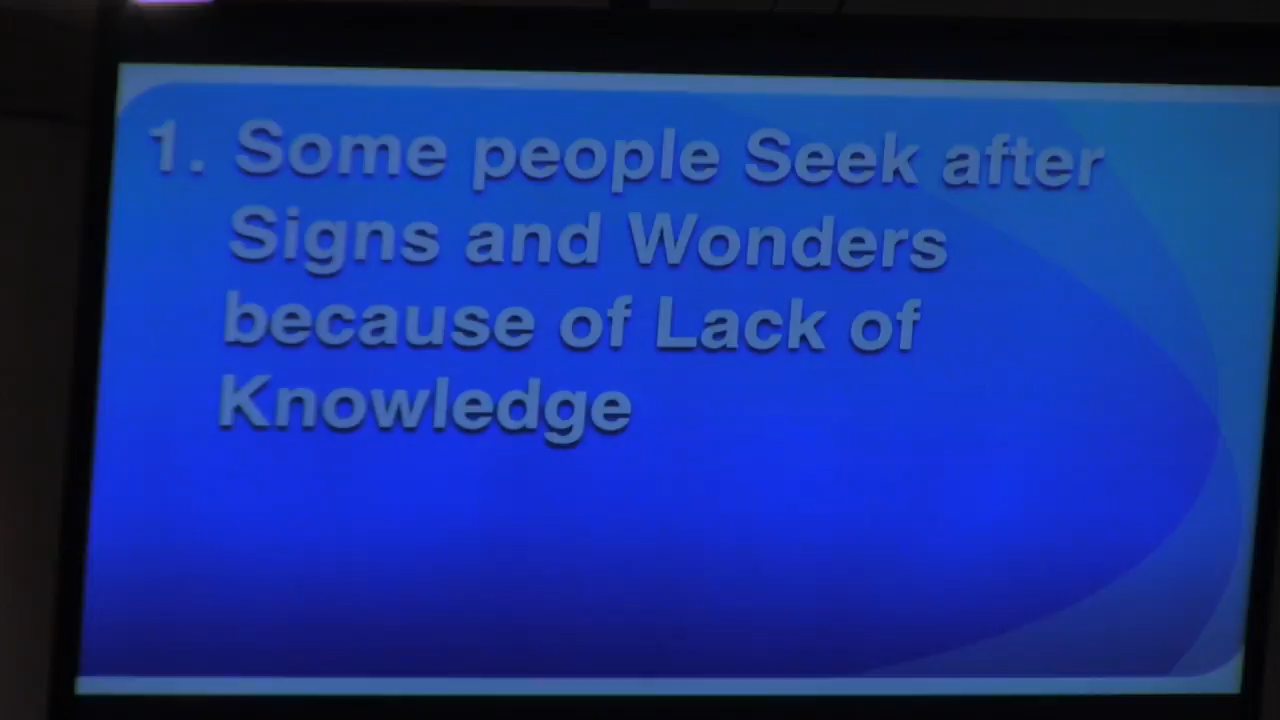 1. Some people Seek after
Signs and Wonders
because of Lack of
Knowledge